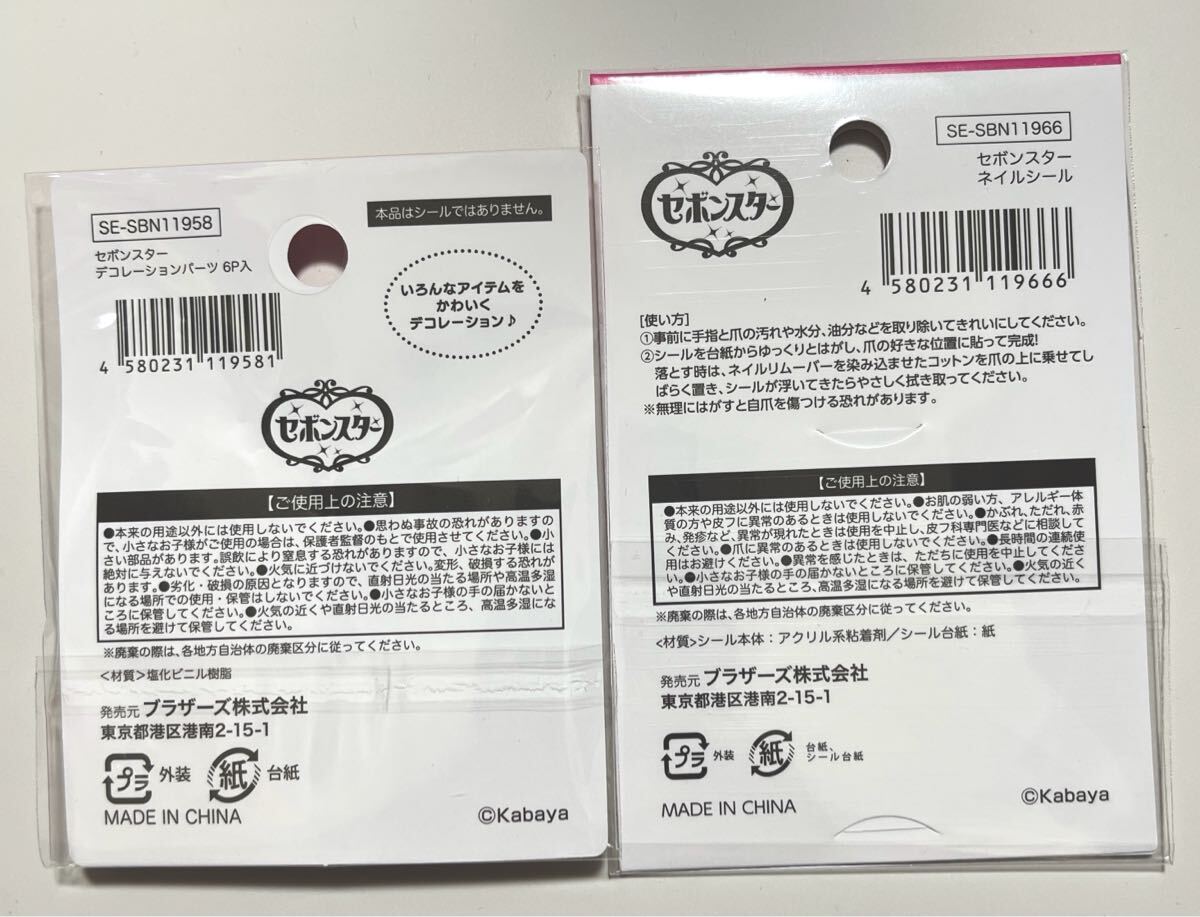 SE-SBN11958
セボンスター
デコレーションパーツ 6P入
本品はシールではありません。
いろんなアイテムを
かわいく
デコレーション♪
4 580231 119581
セボンスター
【ご使用上の注意】
●本来の用途以外には使用しないでください。●思わぬ事故の恐れがありますの
で、小さなお子様がご使用の場合は、保護者監督のもとで使用させてください。●小
さい部品があります。誤飲により窒息する恐れがありますので、小さなお子様には
絶対に与えないでください。●火気に近づけないでください。変形、破損する恐れが
あります。●劣化・破損の原因となりますので、直射日光の当たる場所や高温多湿
になる場所での使用・保管はしないでください。●小さなお子様の手の届かないと
ころに保管してください。●火気の近くや直射日光の当たるところ、高温多湿にな
る場所を避けて保管してください。
※廃棄の際は、各地方自治体の廃棄区分に従ってください。
<材質>塩化ビニル樹脂
発売元 ブラザーズ株式会社
東京都港区港南2-15-1
プラ 外装 紙 台紙
MADE IN CHINA
©Kabaya
SE-SBN11966
セボンスター
ネイルシール
セボンスター
4 580231 119666
[使い方]
①事前に手指と爪の汚れや水分、油分などを取り除いてきれいにしてください。
②シールを台紙からゆっくりとはがし、爪の好きな位置に貼って完成!
落とす時は、ネイルリムーバーを染み込ませたコットンを爪の上に乗せてし
ばらく置き、シールが浮いてきたらやさしく拭き取ってください。
※無理にはがすと自爪を傷つける恐れがあります。
【ご使用上の注意】
●本来の用途以外には使用しないでください。●お肌の弱い方、アレルギー体
質の方や皮フに異常のあるときは使用しないでください。●かぶれ、ただれ、赤
み、発疹など、異常が現れたときは使用を中止し、皮フ科専門医などに相談して
ください。●爪に異常のあるときは使用しないでください。●長時間の連続使
用はお避けください。●異常を感じたときは、ただちに使用を中止してくださ
い。●小さなお子様の手の届かないところに保管してください。●火気の近く
や直射日光の当たるところ、高温多湿になる場所を避けて保管してください。
※廃棄の際は、各地方自治体の廃棄区分に従ってください。
<材質>シール本体：アクリル系粘着剤／シール台紙：紙
発売元 ブラザーズ株式会社
東京都港区港南2-15-1
プラ 外装 紙 台紙、
シール台紙
MADE IN CHINA
©Kabaya